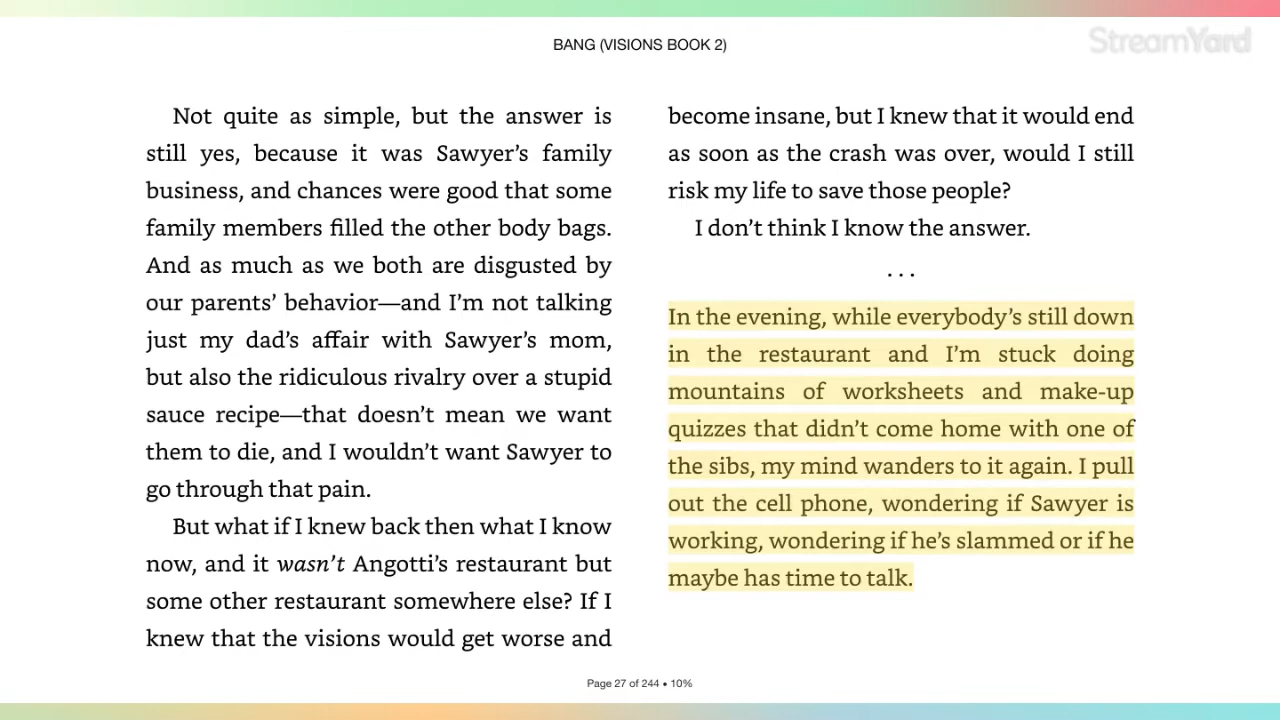 BANG (VISIONS BOOK 2)
StreamYard
Not quite as simple, but the answer is
still yes, because it was Sawyer’s family
business, and chances were good that some
family members filled the other body bags.
And as much as we both are disgusted by
our parents’ behavior—and I’m not talking
just my dad’s affair with Sawyer’s mom,
but also the ridiculous rivalry over a stupid
sauce recipe—that doesn’t mean we want
them to die, and I wouldn’t want Sawyer to
go through that pain.
But what if I knew back then what I know
now, and it wasn’t Angotti’s restaurant but
some other restaurant somewhere else? If I
knew that the visions would get worse and
become insane, but I knew that it would end
as soon as the crash was over, would I still
risk my life to save those people?
I don’t think I know the answer.
. . .
In the evening, while everybody’s still down
in the restaurant and I’m stuck doing
mountains of worksheets and make-up
quizzes that didn’t come home with one of
the sibs, my mind wanders to it again. I pull
out the cell phone, wondering if Sawyer is
working, wondering if he’s slammed or if he
maybe has time to talk.
Page 27 of 244 • 10%